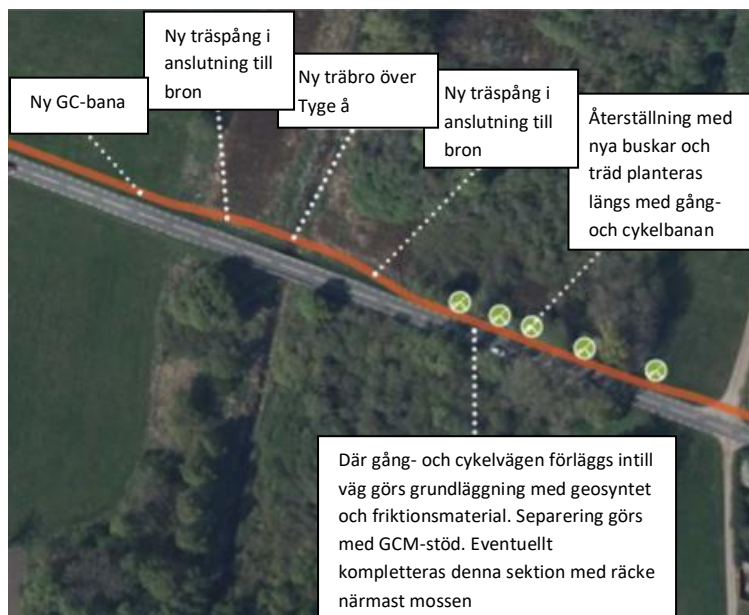 Ny GC-bana
Ny träspång i
anslutning till
bron
Ny träbro över
Tyge å
Ny träspång i
anslutning till
bron
Återställning med
nya buskar och
träd planteras
längs med gång-
och cykelbanan
Där gång- och cykelvägen förläggs intill
väg görs grundläggning med geosyntet
och friktionsmaterial. Separering görs
med GCM-stöd. Eventuellt
kompletteras denna sektion med räcke
närmast mossen